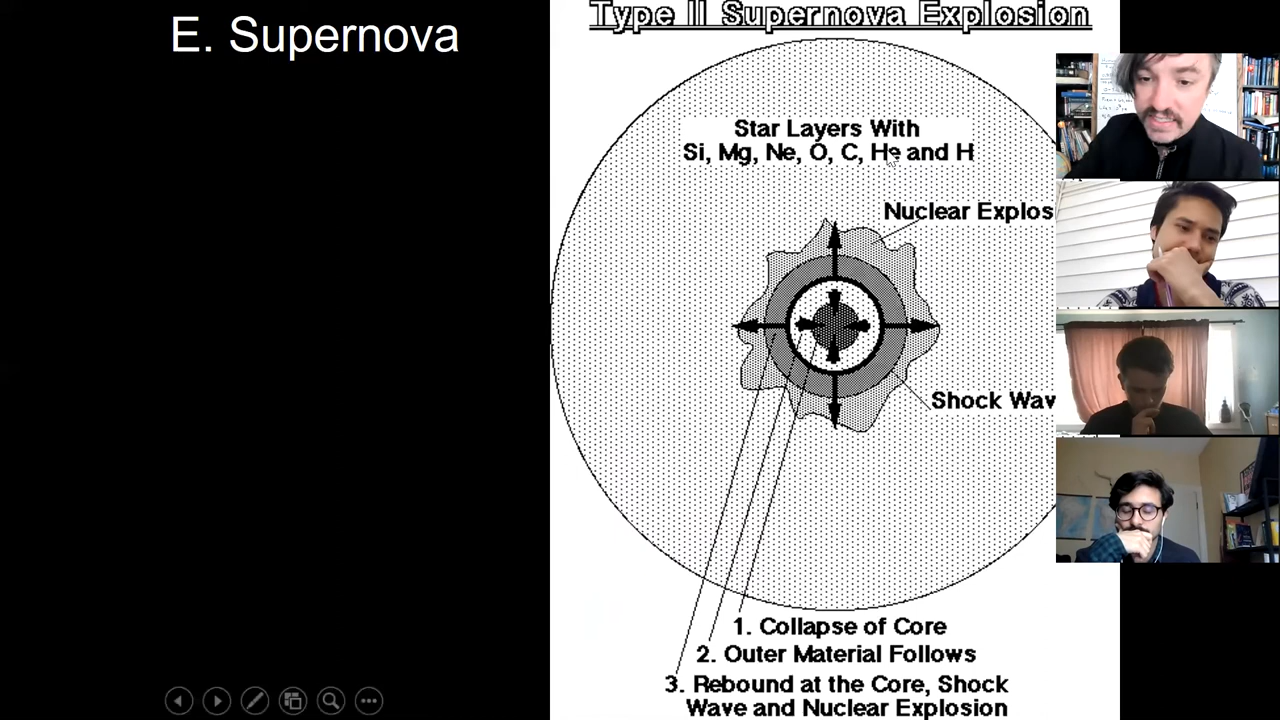 E. Supernova
Type II Supernova Explosion
Star Layers With
Si, Mg, Ne, O, C, He and H
Nuclear Explos
Shock Wav
1. Collapse of Core
2. Outer Material Follows
3. Rebound at the Core, Shock
Wave and Nuclear Explosion